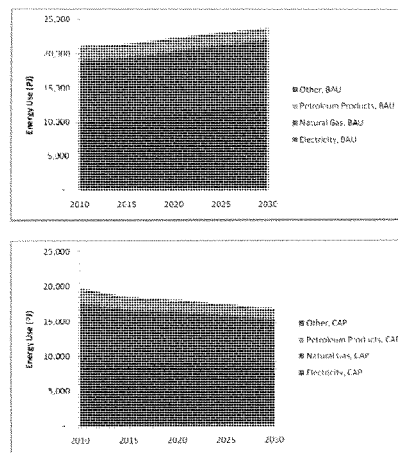 25,000
20,000
15,000
10,000
5,000
-
Energy Use (PJ)
2010 2015 2020 2025 2030
Other, BAU
Petroleum Products, BAU
Natural Gas, BAU
Electricity, BAU
25,000
20,000
15,000
10,000
5,000
-
Energy Use (PJ)
2010 2015 2020 2025 2030
Other, CAP
Petroleum Products, CAP
Natural Gas, CAP
Electricity, CAP